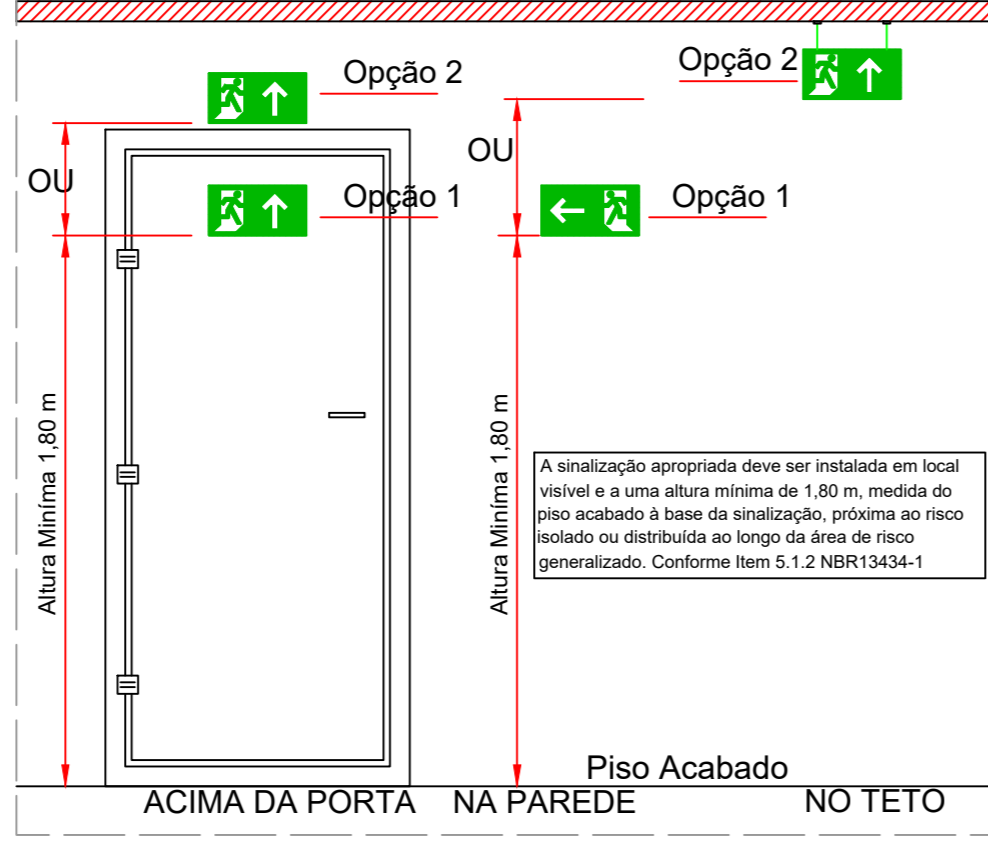 Opção 2
Opção 2
OU
OU
Opção 1
Opção 1
Altura Miníma 1,80 m
Altura Miníma 1,80 m
A sinalização apropriada deve ser instalada em local
visível e a uma altura mínima de 1,80 m, medida do
piso acabado à base da sinalização, próxima ao risco
isolado ou distribuída ao longo da área de risco
generalizado. Conforme Item 5.1.2 NBR13434-1
Piso Acabado
ACIMA DA PORTA
NA PAREDE
NO TETO